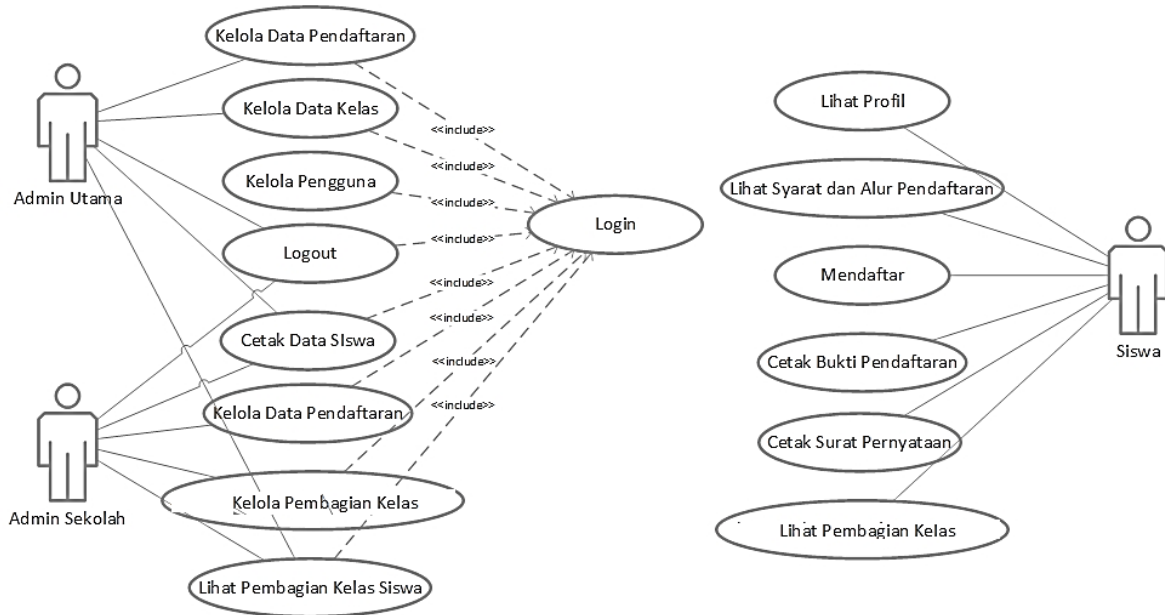 Kelola Data Pendaftaran
Kelola Data Kelas
<<include>>
<<include>>
Kelola Pengguna
<<include>>
Admin Utama
Logout
<<include>>
Login
<<include>>
Cetak Data SIswa
<<include>>
<<include>>
Kelola Data Pendaftaran
<<include>>
Kelola Pembagian Kelas
Admin Sekolah
Lihat Pembagian Kelas Siswa
Lihat Profil
Lihat Syarat dan Alur Pendaftaran
Mendaftar
Siswa
Cetak Bukti Pendaftaran
Cetak Surat Pernyataan
Lihat Pembagian Kelas